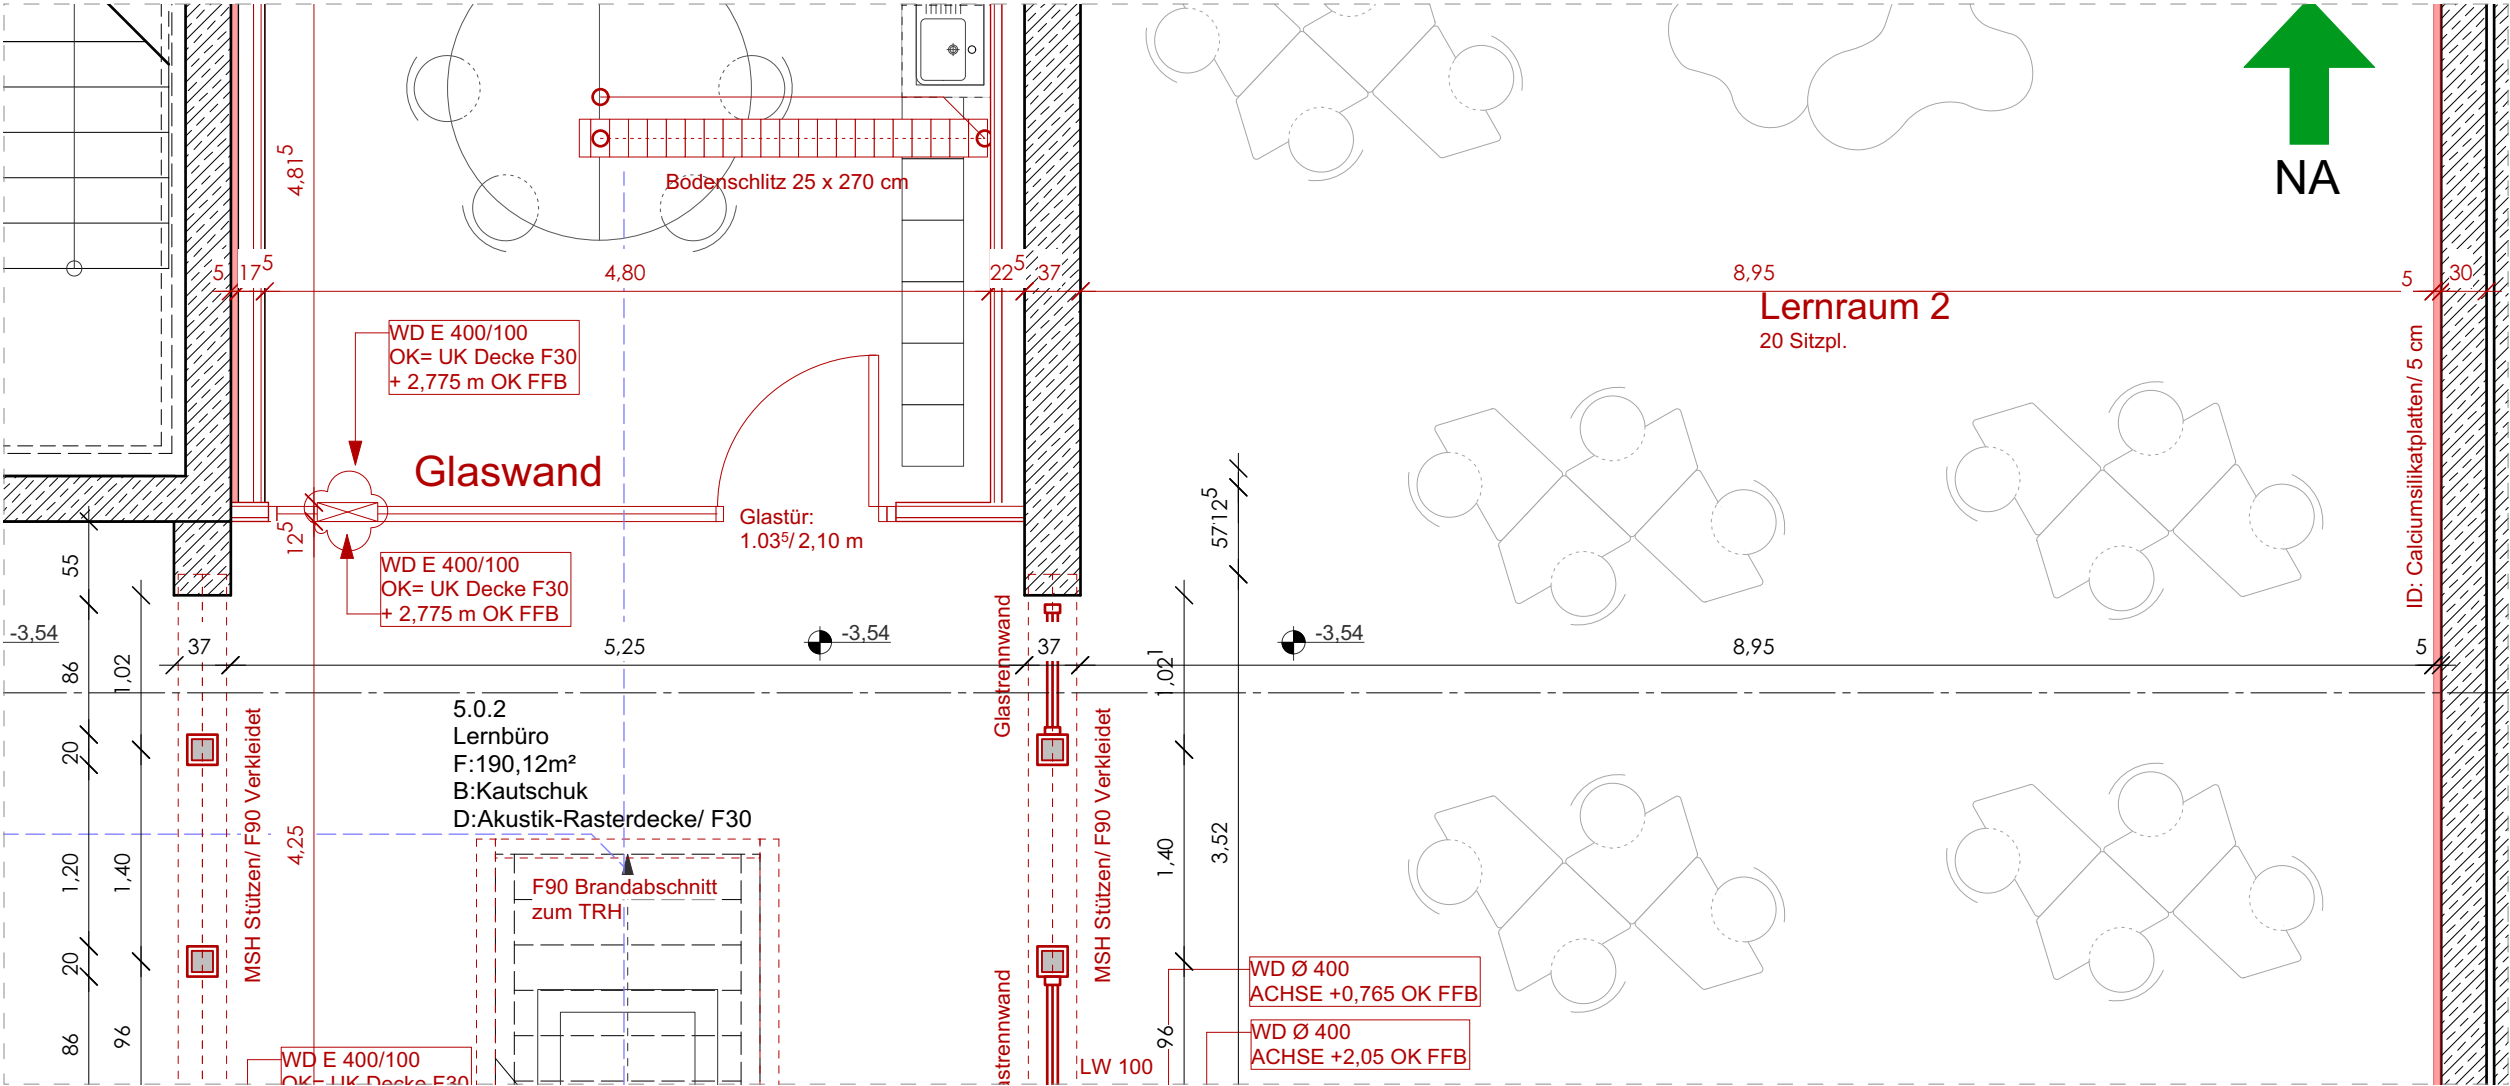 NA
4,81⁵
Bodenschlitz 25 x 270 cm
5
17⁵
4,80
22⁵
37
8,95
5
30
Lernraum 2
20 Sitzpl.
WD E 400/100
OK= UK Decke F30
+ 2,775 m OK FFB
ID: Calciumsilikatplatten/ 5 cm
Glaswand
Glastür:
1.03⁵/ 2,10 m
12⁵
57
12⁵
WD E 400/100
OK= UK Decke F30
+ 2,775 m OK FFB
55
-3,54
-3,54
-3,54
37
5,25
37
8,95
5
86
1,02
Glastrennwand
1,02¹
5.0.2
Lernbüro
F:190,12m²
B:Kautschuk
D:Akustik-Rasterdecke/ F30
20
MSH Stützen/ F90 Verkleidet
MSH Stützen/ F90 Verkleidet
4,25
1,20
1,40
1,40
3,52
F90 Brandabschnitt
zum TRH
20
WD Ø 400
ACHSE +0,765 OK FFB
86
96
96
WD Ø 400
ACHSE +2,05 OK FFB
LW 100
astrennwand
WD E 400/100
OK= UK Decke F30